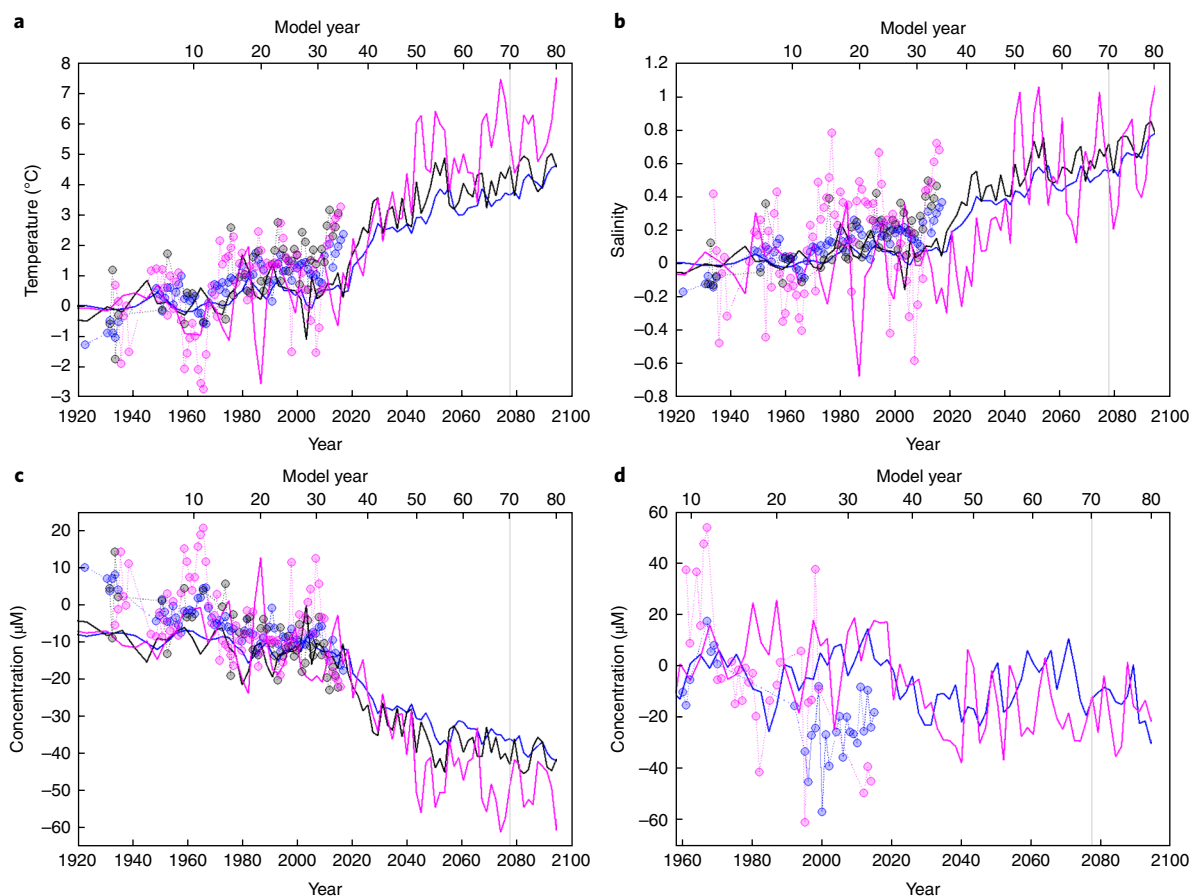 a
Model year
10 20 30 40 50 60 70 80
Temperature (°C)
8
7
6
5
4
3
2
1
0
–1
–2
–3
1920 1940 1960 1980 2000 2020 2040 2060 2080 2100
Year
b
Model year
10 20 30 40 50 60 70 80
Salinity
1.2
1.0
0.8
0.6
0.4
0.2
0
–0.2
–0.4
–0.6
–0.8
1920 1940 1960 1980 2000 2020 2040 2060 2080 2100
Year
c
Model year
10 20 30 40 50 60 70 80
Concentration (μM)
20
10
0
–10
–20
–30
–40
–50
–60
1920 1940 1960 1980 2000 2020 2040 2060 2080 2100
Year
d
Model year
10 20 30 40 50 60 70 80
Concentration (μM)
60
40
20
0
–20
–40
–60
1960 1980 2000 2020 2040 2060 2080 2100
Year